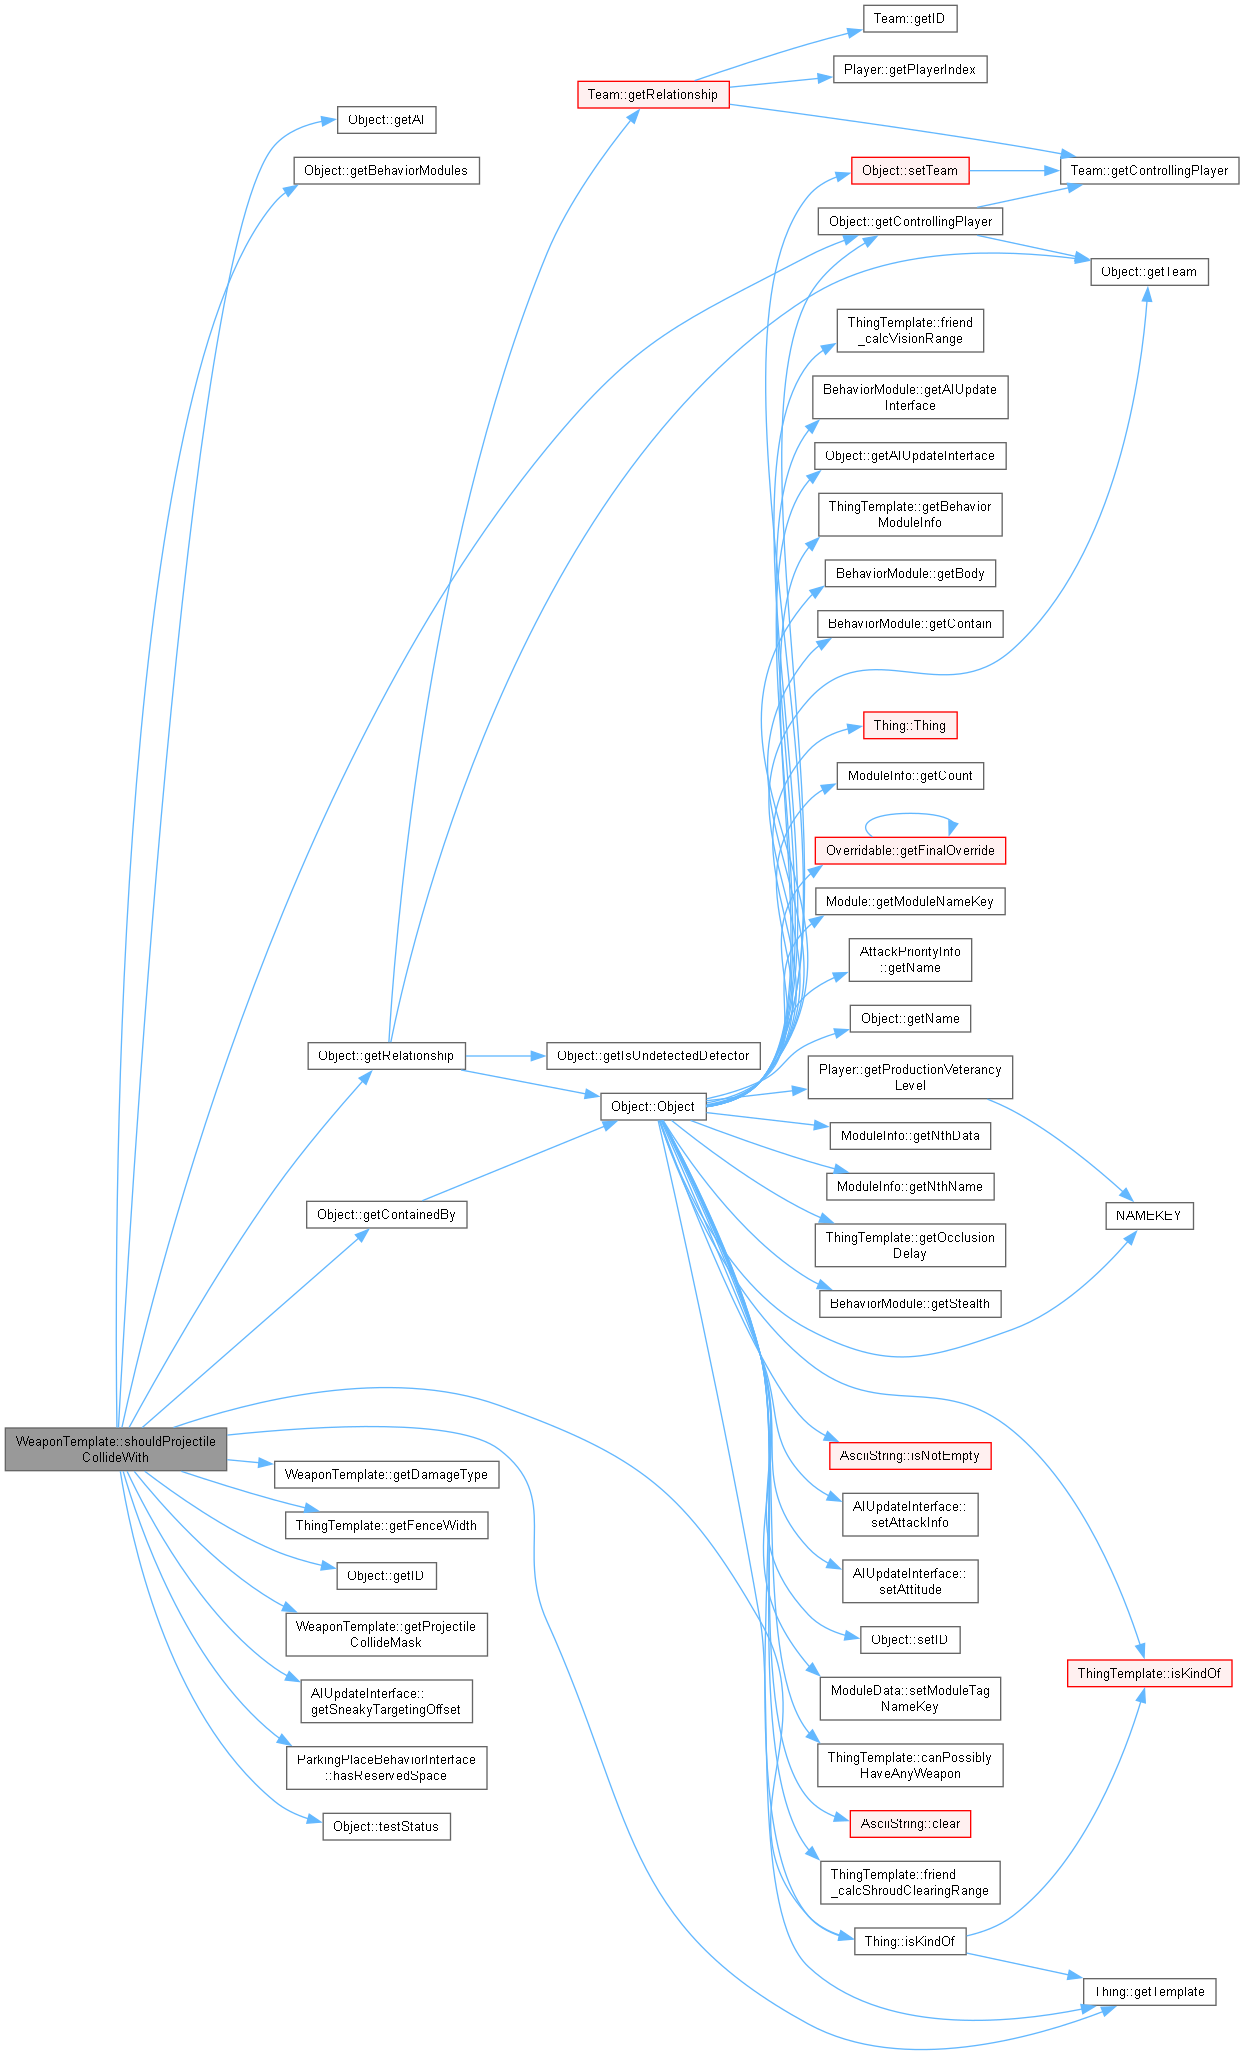 Team::getID
Player::getPlayerIndex
Team::getRelationship
Object::getAI
Object::getBehaviorModules
Object::setTeam
Team::getControllingPlayer
Object::getControllingPlayer
Object::getTeam
ThingTemplate::friend
_calcVisionRange
BehaviorModule::getAIUpdate
Interface
Object::getAIUpdateInterface
ThingTemplate::getBehavior
ModuleInfo
BehaviorModule::getBody
BehaviorModule::getContain
Thing::Thing
ModuleInfo::getCount
Overridable::getFinalOverride
Module::getModuleNameKey
AttackPriorityInfo
::getName
Object::getName
Object::getRelationship
Object::getIsUndetectedDefector
Player::getProductionVeterancy
Level
Object::Object
ModuleInfo::getNthData
ModuleInfo::getNthName
Object::getContainedBy
NAMEKEY
ThingTemplate::getOcclusion
Delay
BehaviorModule::getStealth
WeaponTemplate::shouldProjectile
CollideWith
AsciiString::isNotEmpty
WeaponTemplate::getDamageType
AIUpdateInterface::
setAttackInfo
ThingTemplate::getFenceWidth
Object::getID
AIUpdateInterface::
setAttitude
WeaponTemplate::getProjectile
CollideMask
Object::setID
ThingTemplate::isKindOf
AIUpdateInterface::
getSneakyTargetingOffset
ModuleData::setModuleTag
NameKey
ParkingPlaceBehaviorInterface
::hasReservedSpace
ThingTemplate::canPossibly
HaveAnyWeapon
Object::testStatus
AsciiString::clear
ThingTemplate::friend
_calcShroudClearingRange
Thing::isKindOf
Thing::getTemplate